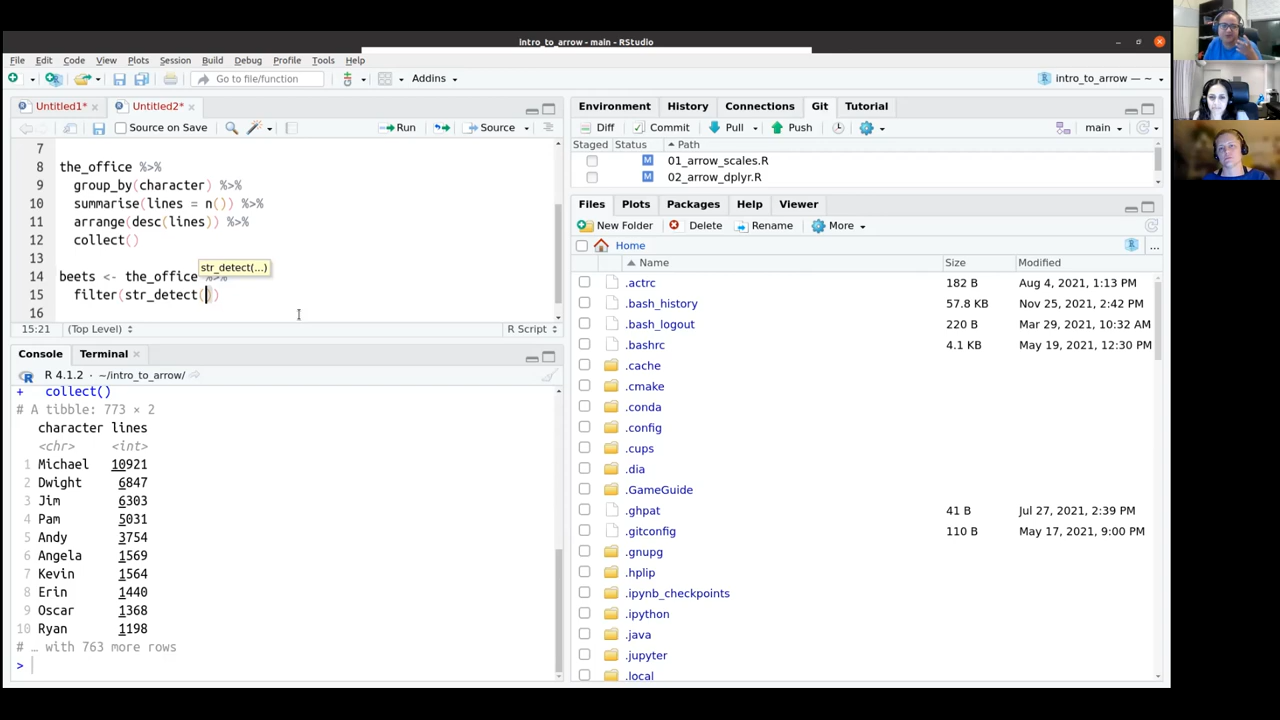 intro_to_arrow - main - RStudio
File Edit Code View Plots Session Build Debug Profile Tools Help
Go to file/function Addins intro_to_arrow — ~
Untitled1* Untitled2*
Source on Save Run Source
7
8 the_office %>%
9 group_by(character) %>%
10 summarise(lines = n()) %>%
11 arrange(desc(lines)) %>%
12 collect()
13
str_detect(...)
14 beets <- the_office %>%
15 filter(str_detect())
16
15:21 (Top Level) R Script
Console Terminal
R 4.1.2 · ~/intro_to_arrow/
+ collect()
# A tibble: 773 × 2
character lines
<chr> <int>
1 Michael 10921
2 Dwight 6847
3 Jim 6303
4 Pam 5031
5 Andy 3754
6 Angela 1569
7 Kevin 1564
8 Erin 1440
9 Oscar 1368
10 Ryan 1198
# … with 763 more rows
>
Environment History Connections Git Tutorial
Diff Commit Pull Push main
Staged Status Path
M 01_arrow_scales.R
M 02_arrow_dplyr.R
Files Plots Packages Help Viewer
New Folder Delete Rename More
Home ...
Name Size Modified
.actrc 182 B Aug 4, 2021, 1:13 PM
.bash_history 57.8 KB Nov 25, 2021, 2:42 PM
.bash_logout 220 B Mar 29, 2021, 10:32 AM
.bashrc 4.1 KB May 19, 2021, 12:30 PM
.cache
.cmake
.conda
.config
.cups
.dia
.GameGuide
.ghpat 41 B Jul 27, 2021, 2:39 PM
.gitconfig 110 B May 17, 2021, 9:00 PM
.gnupg
.hplip
.ipynb_checkpoints
.ipython
.java
.jupyter
.local